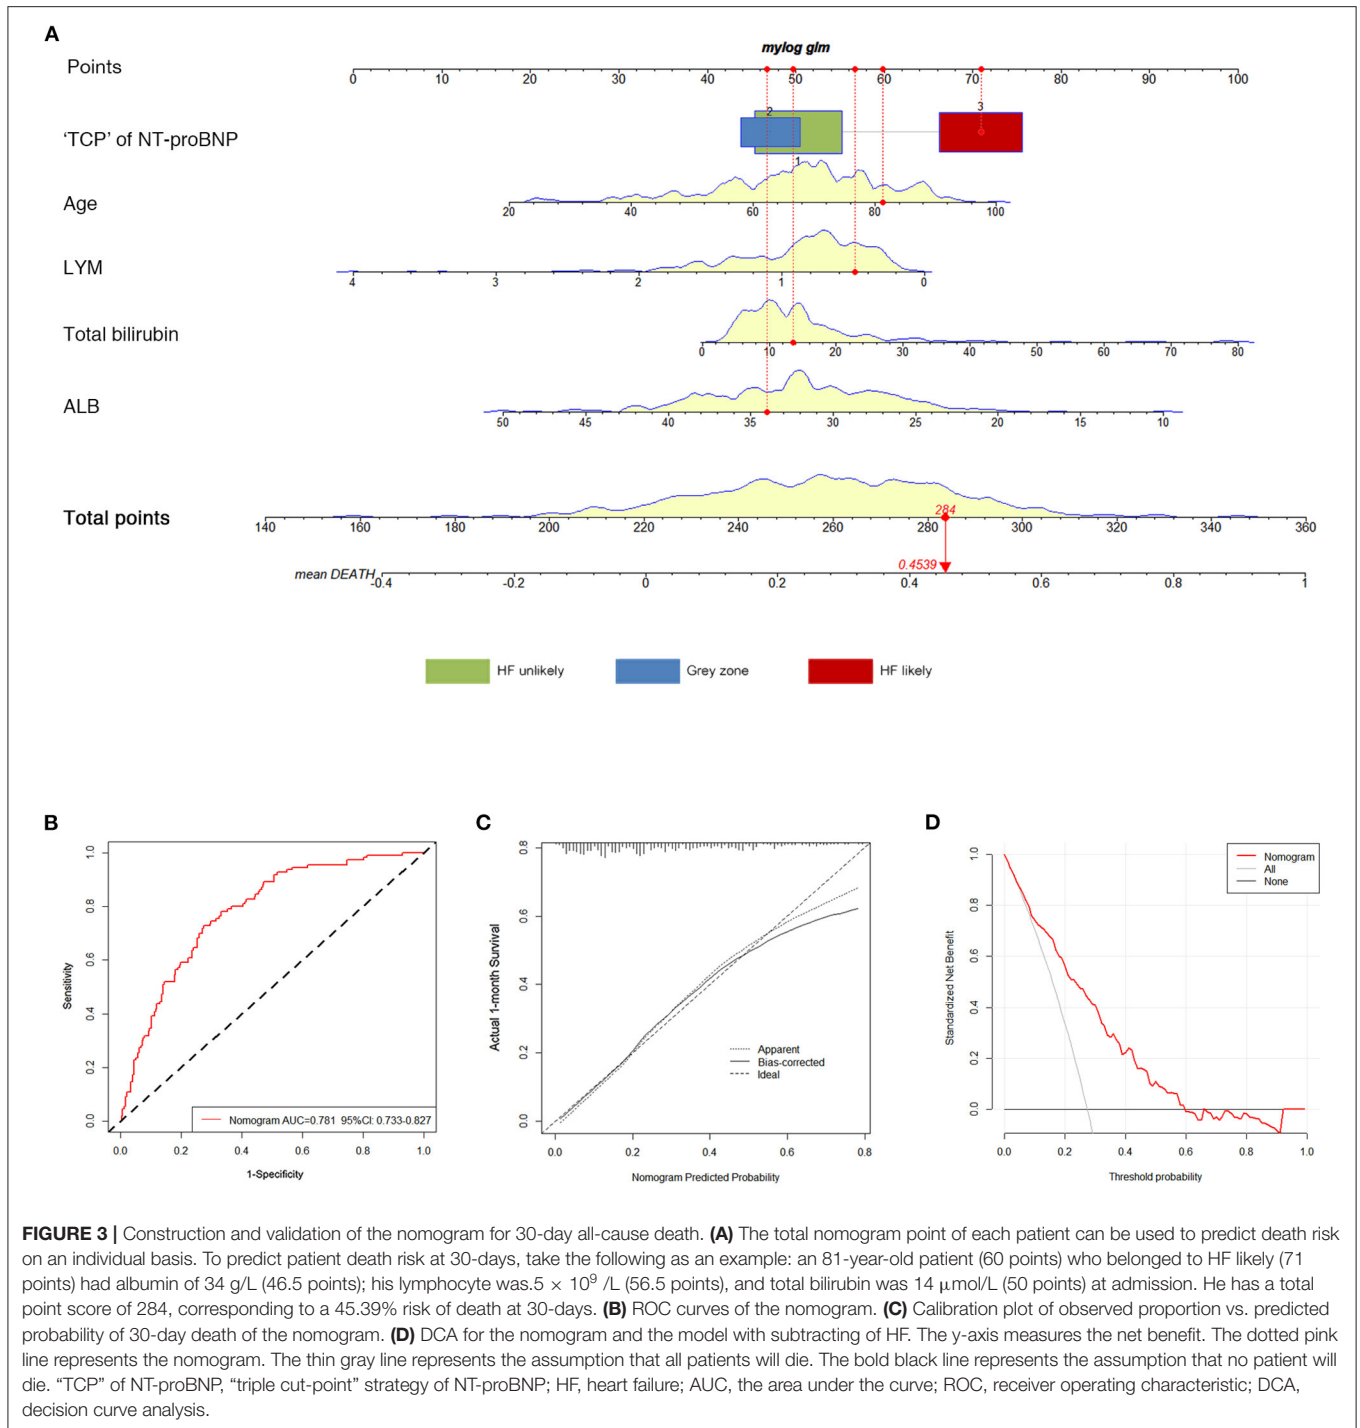 A
mylog glm
Points
0 10 20 30 40 50 60 70 80 90 100
'TCP' of NT-proBNP
2
3
1
Age
20 40 60 80 100
LYM
4 3 2 1 0
Total bilirubin
0 10 20 30 40 50 60 70 80
ALB
50 45 40 35 30 25 20 15 10
Total points
284
140 160 180 200 220 240 260 280 300 320 340 360
0.4539
mean DEATH
-0.4 -0.2 0 0.2 0.4 0.6 0.8 1
HF unlikely Grey zone HF likely
B
Sensitivity
1.0
0.8
0.6
0.4
0.2
0.0
Nomogram AUC=0.781 95%CI: 0.733-0.827
0.0 0.2 0.4 0.6 0.8 1.0
1-Specificity
C
Actual 1-month Survival
0.8
0.6
0.4
0.2
0.0
Apparent
Bias-corrected
Ideal
0.0 0.2 0.4 0.6 0.8
Nomogram Predicted Probability
D
Standardized Net Benefit
1.0
0.8
0.6
0.4
0.2
0.0
Nomogram
All
None
0.0 0.2 0.4 0.6 0.8 1.0
Threshold probability
FIGURE 3 | Construction and validation of the nomogram for 30-day all-cause death. (A) The total nomogram point of each patient can be used to predict death risk
on an individual basis. To predict patient death risk at 30-days, take the following as an example: an 81-year-old patient (60 points) who belonged to HF likely (71
points) had albumin of 34 g/L (46.5 points); his lymphocyte was.5 × 10⁹ /L (56.5 points), and total bilirubin was 14 μmol/L (50 points) at admission. He has a total
point score of 284, corresponding to a 45.39% risk of death at 30-days. (B) ROC curves of the nomogram. (C) Calibration plot of observed proportion vs. predicted
probability of 30-day death of the nomogram. (D) DCA for the nomogram and the model with subtracting of HF. The y-axis measures the net benefit. The dotted pink
line represents the nomogram. The thin gray line represents the assumption that all patients will die. The bold black line represents the assumption that no patient will
die. "TCP" of NT-proBNP, "triple cut-point" strategy of NT-proBNP; HF, heart failure; AUC, the area under the curve; ROC, receiver operating characteristic; DCA,
decision curve analysis.